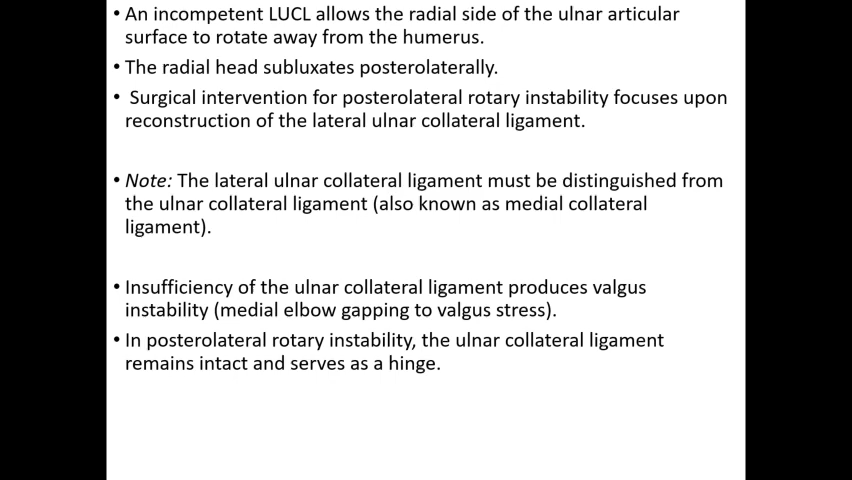 • An incompetent LUCL allows the radial side of the ulnar articular
surface to rotate away from the humerus.
• The radial head subluxates posterolaterally.
• Surgical intervention for posterolateral rotary instability focuses upon
reconstruction of the lateral ulnar collateral ligament.
• Note: The lateral ulnar collateral ligament must be distinguished from
the ulnar collateral ligament (also known as medial collateral
ligament).
• Insufficiency of the ulnar collateral ligament produces valgus
instability (medial elbow gapping to valgus stress).
• In posterolateral rotary instability, the ulnar collateral ligament
remains intact and serves as a hinge.